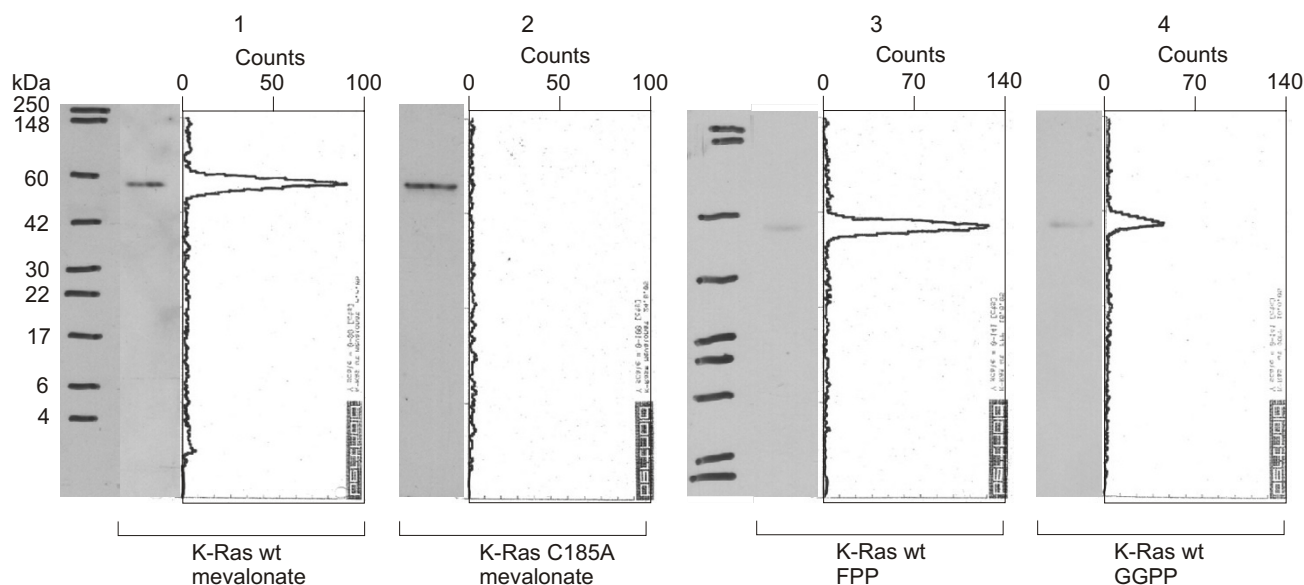 1 2 3 4
Counts Counts Counts Counts
kDa 0 50 100 0 50 100 0 70 140 0 70 140
250
148
60
42
30
22
17
6
4
K-Ras wt
mevalonate
K-Ras C185A
mevalonate
K-Ras wt
FPP
K-Ras wt
GGPP